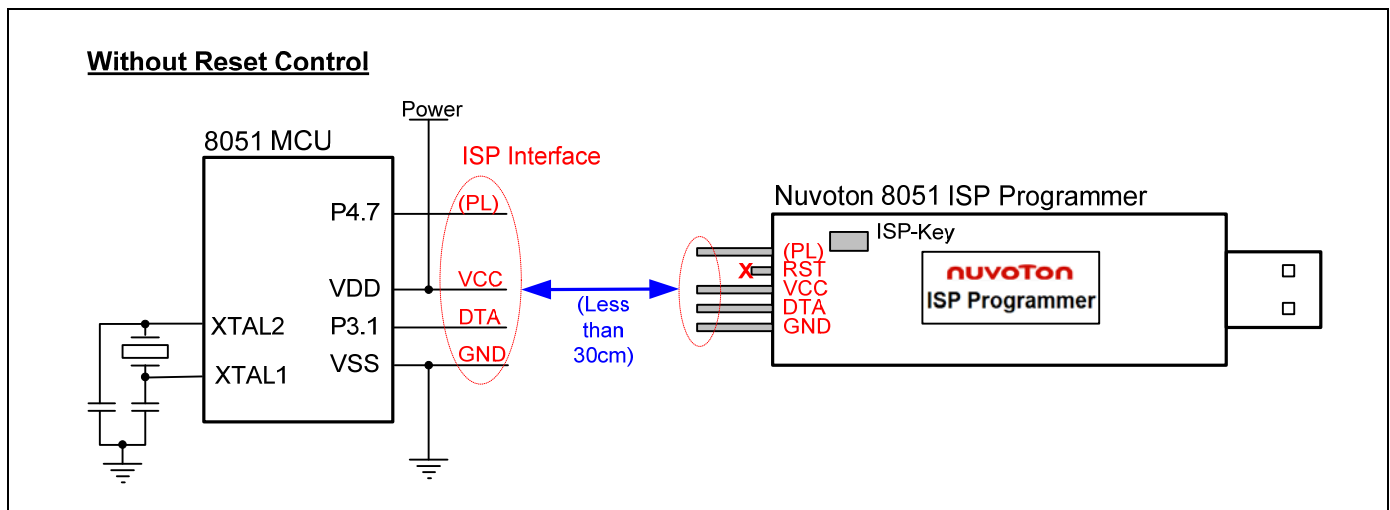 Without Reset Control
Power
8051 MCU
ISP Interface
P4.7
(PL)
VDD
VCC
P3.1
DTA
VSS
GND
XTAL2
XTAL1
(Less
than
30cm)
Nuvoton 8051 ISP Programmer
ISP-Key
(PL)
X RST
VCC
DTA
GND
nuvoTon
ISP Programmer